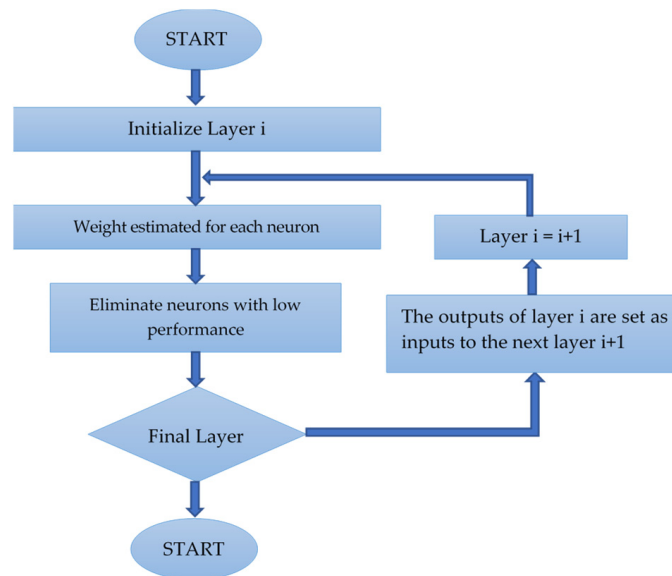 START
Initialize Layer i
Weight estimated for each neuron
Eliminate neurons with low
performance
Final Layer
START
Layer i = i+1
The outputs of layer i are set as
inputs to the next layer i+1